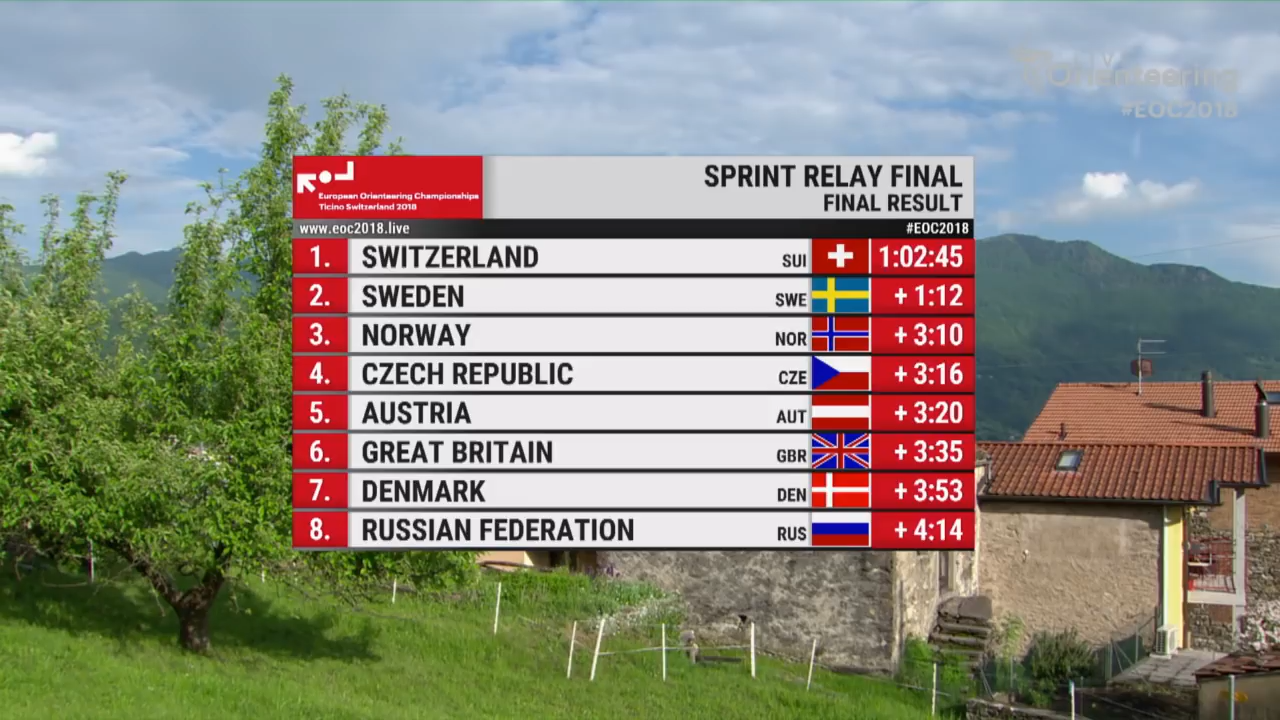 TV
Orienteering
#EOC2018
European Orienteering Championships
Ticino Switzerland 2018
SPRINT RELAY FINAL
FINAL RESULT
www.eoc2018.live
#EOC2018
1. SWITZERLAND SUI 1:02:45
2. SWEDEN SWE + 1:12
3. NORWAY NOR + 3:10
4. CZECH REPUBLIC CZE + 3:16
5. AUSTRIA AUT + 3:20
6. GREAT BRITAIN GBR + 3:35
7. DENMARK DEN + 3:53
8. RUSSIAN FEDERATION RUS + 4:14